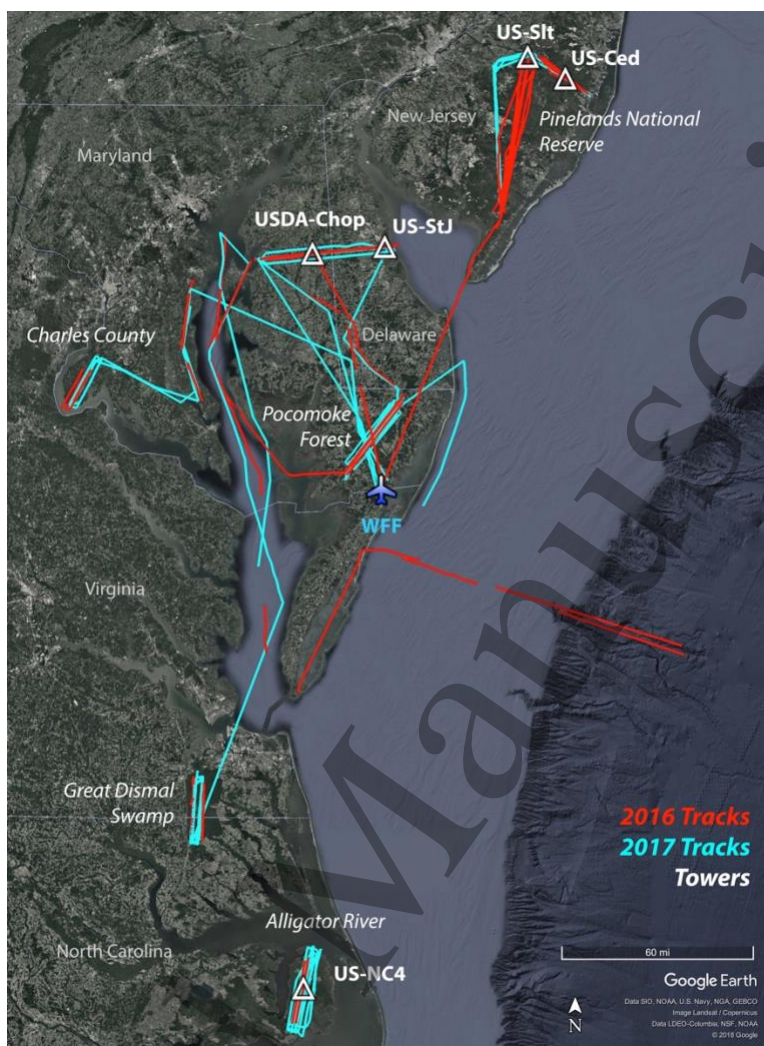 US-Slt
US-Ced
New Jersey
Pinelands National
Reserve
Maryland
USDA-Chop
US-StJ
Charles County
Delaware
Pocomoke
Forest
WFF
Virginia
Great Dismal
Swamp
2016 Tracks
2017 Tracks
Towers
Alligator River
North Carolina
US-NC4
60 mi
Google Earth
Data SIO, NOAA, U.S. Navy, NGA, GEBCO
Image Landsat / Copernicus
Data LDEO-Columbia, NSF, NOAA
© 2018 Google
N
Manuscri